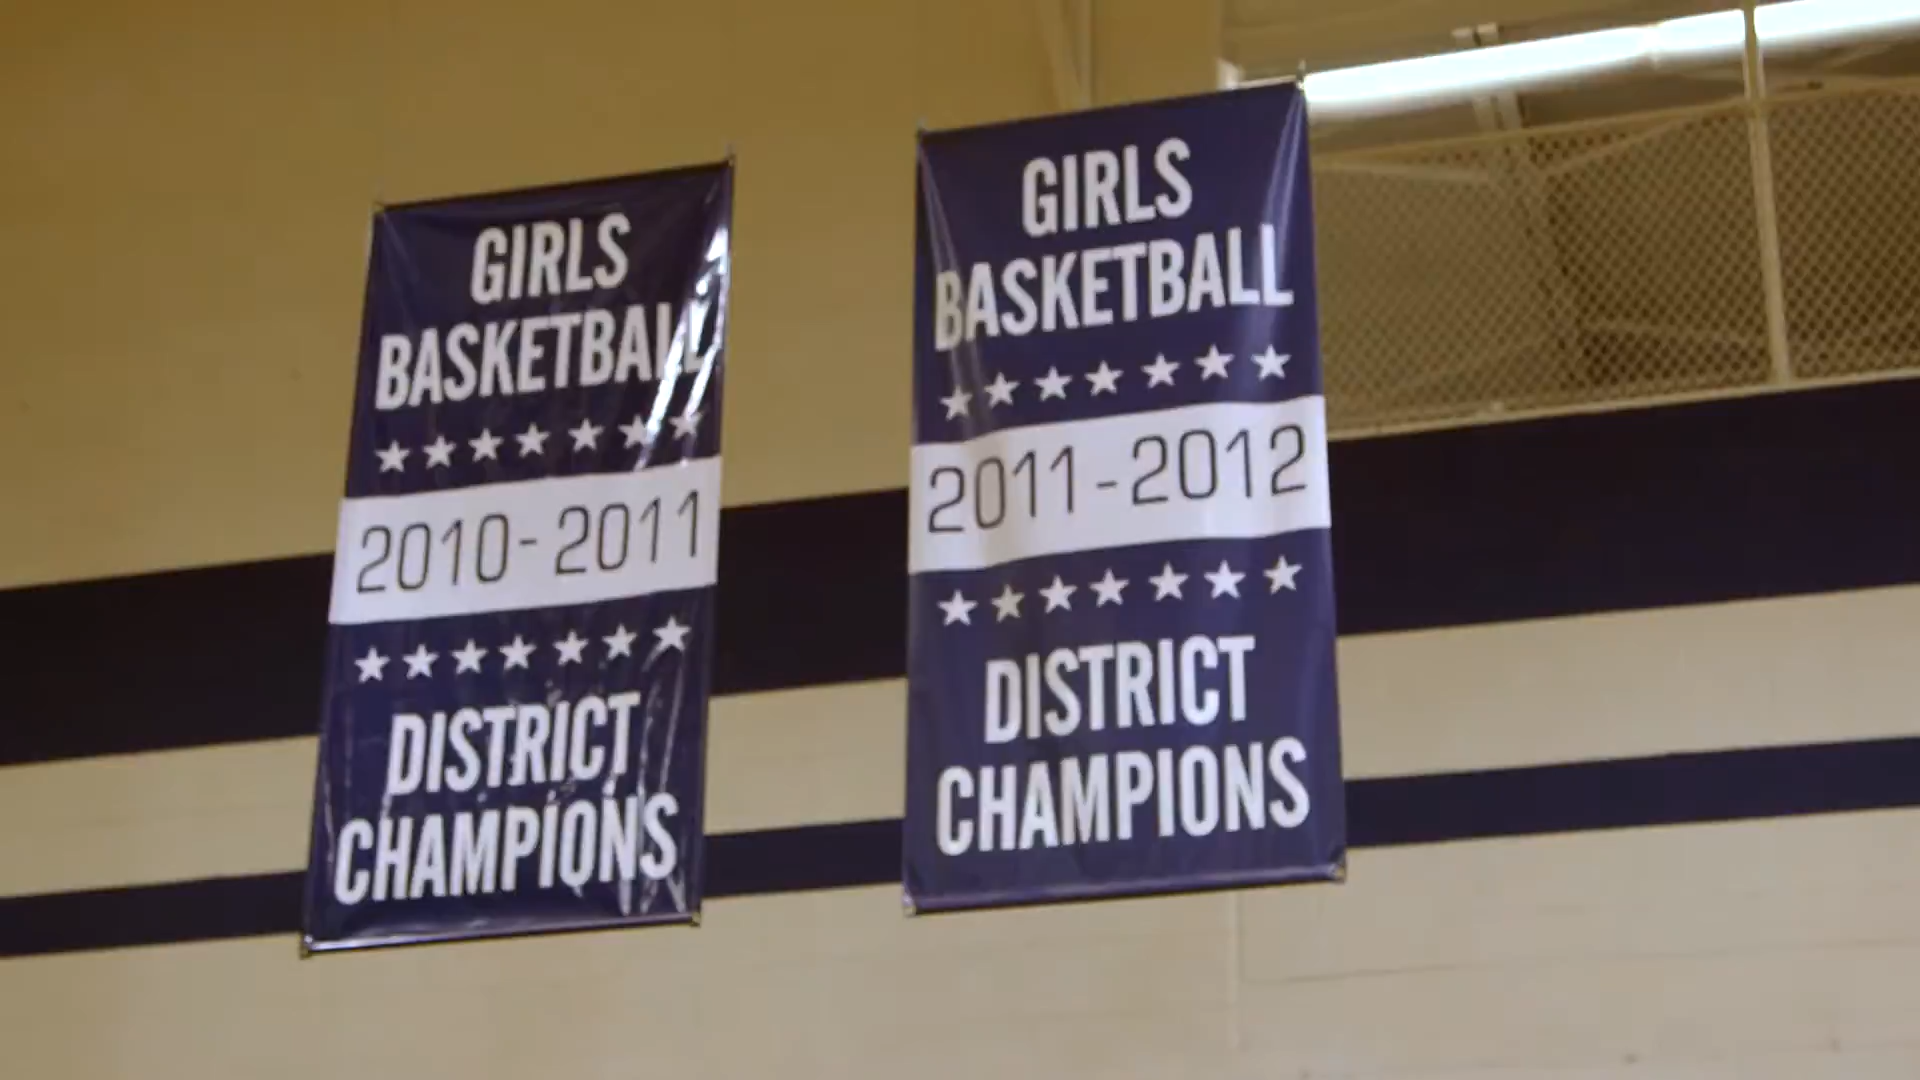 GIRLS
BASKETBALL
2010-2011
DISTRICT
CHAMPIONS
GIRLS
BASKETBALL
2011-2012
DISTRICT
CHAMPIONS